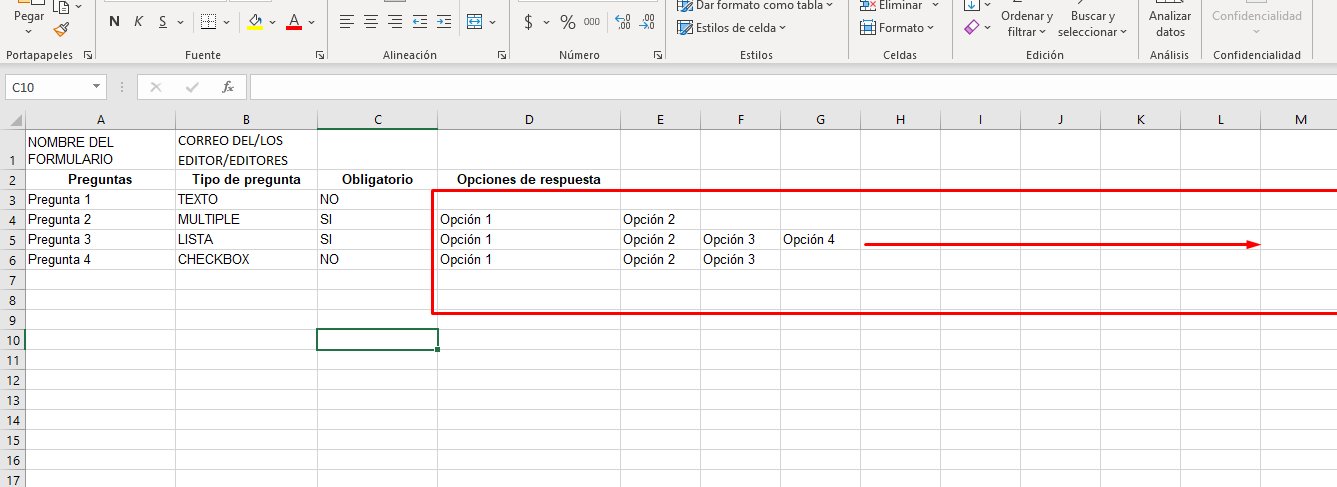 Pegar
Portapapeles
N K S
A
Fuente
Alineación
$ % 000
Número
Dar formato como tabla
Estilos de celda
Estilos
Eliminar
Formato
Celdas
Ordenar y
filtrar
Buscar y
seleccionar
Edición
Analizar
datos
Análisis
Confidencialidad
Confidencialidad
C10
fx
A B C D E F G H I J K L M
1 NOMBRE DEL FORMULARIO CORREO DEL/LOS EDITOR/EDITORES
2 Preguntas Tipo de pregunta Obligatorio Opciones de respuesta
3 Pregunta 1 TEXTO NO
4 Pregunta 2 MULTIPLE SI Opción 1 Opción 2
5 Pregunta 3 LISTA SI Opción 1 Opción 2 Opción 3 Opción 4
6 Pregunta 4 CHECKBOX NO Opción 1 Opción 2 Opción 3
7
8
9
10
11
12
13
14
15
16
17